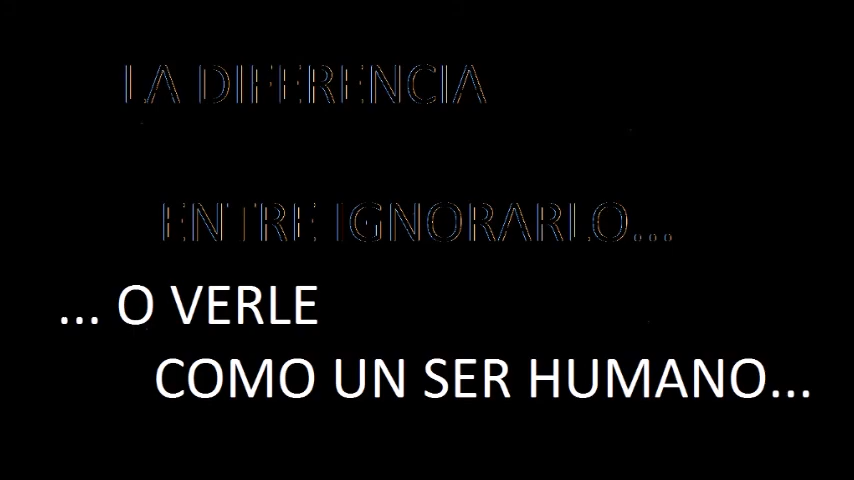 LA DIFERENCIA
ENTRE IGNORARLO...
... O VERLE
COMO UN SER HUMANO...